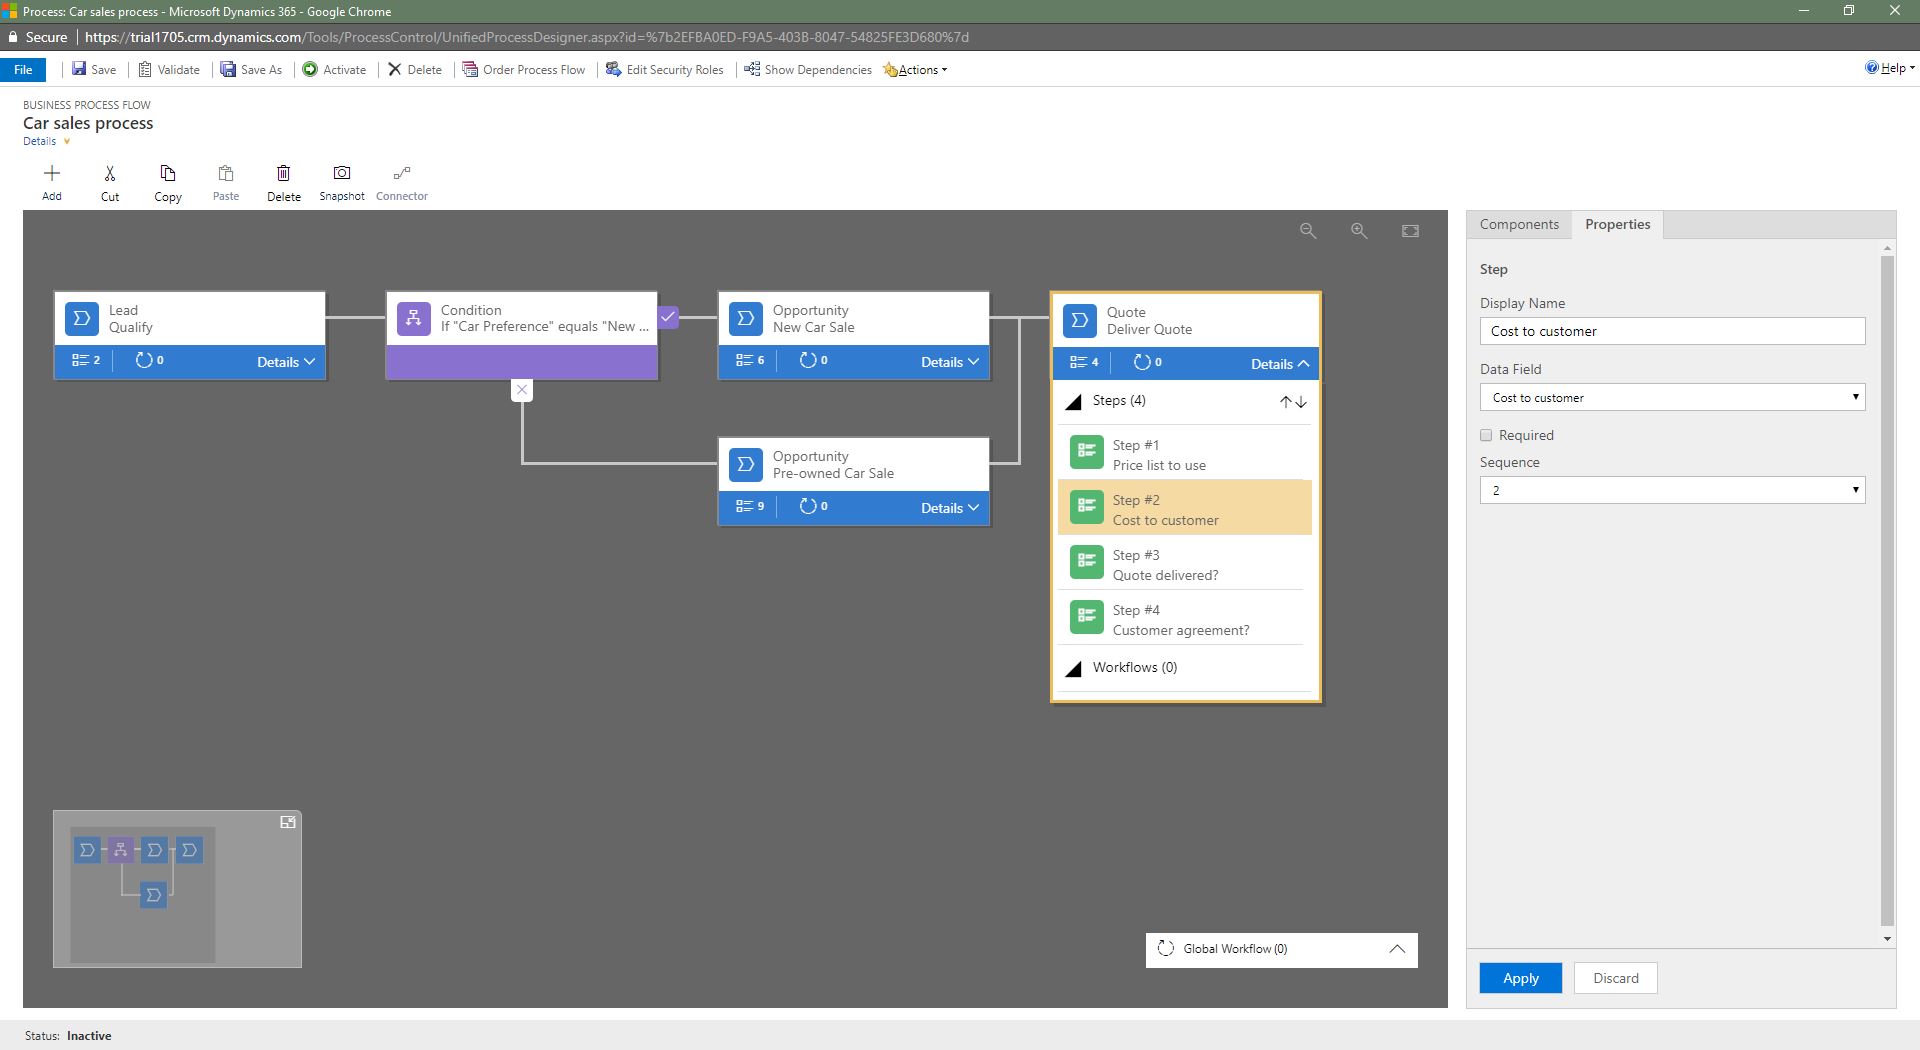 Process: Car sales process - Microsoft Dynamics 365 - Google Chrome
Secure https://trial1705.crm.dynamics.com/Tools/ProcessControl/UnifiedProcessDesigner.aspx?id=%7b2EFBA0ED-F9A5-403B-8047-54825FE3D680%7d
File Save Validate Save As Activate Delete Order Process Flow Edit Security Roles Show Dependencies Actions Help
BUSINESS PROCESS FLOW
Car sales process
Details
Add Cut Copy Paste Delete Snapshot Connector
Lead
Qualify
2 0 Details
Condition
If "Car Preference" equals "New ...
Opportunity
New Car Sale
6 0 Details
Opportunity
Pre-owned Car Sale
9 0 Details
Quote
Deliver Quote
4 0 Details
Steps (4)
Step #1
Price list to use
Step #2
Cost to customer
Step #3
Quote delivered?
Step #4
Customer agreement?
Workflows (0)
Global Workflow (0)
Components Properties
Step
Display Name
Cost to customer
Data Field
Cost to customer
Required
Sequence
2
Apply Discard
Status: Inactive